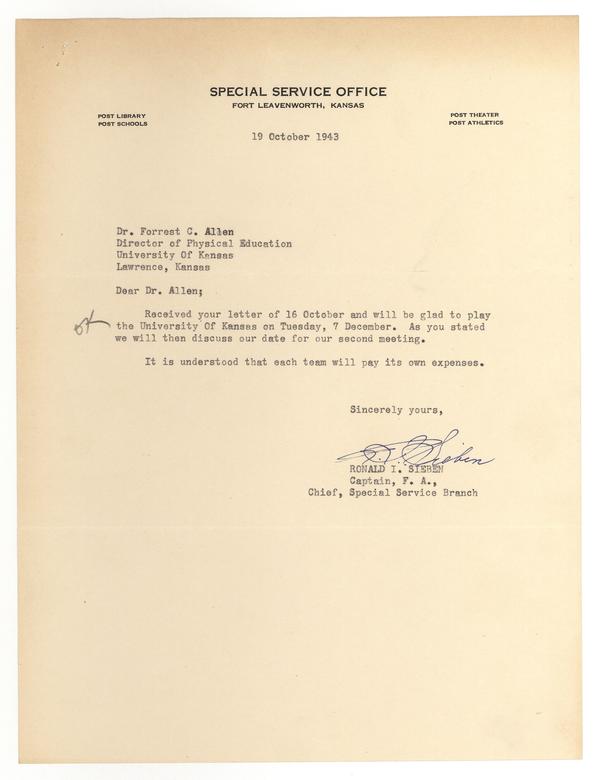 SPECIAL SERVICE OFFICE
FORT LEAVENWORTH, KANSAS
POST LIBRARY
POST SCHOOLS
POST THEATER
POST ATHLETICS
19 October 1943
Dr. Forrest C. Allen
Director of Physical Education
University Of Kansas
Lawrence, Kansas
Dear Dr. Allen;
Received your letter of 16 October and will be glad to play
the University Of Kansas on Tuesday, 7 December. As you stated
we will then discuss our date for our second meeting.
ok
It is understood that each team will pay its own expenses.
Sincerely yours,
RONALD I. SIEBEN
Captain, F. A.,
Chief, Special Service Branch